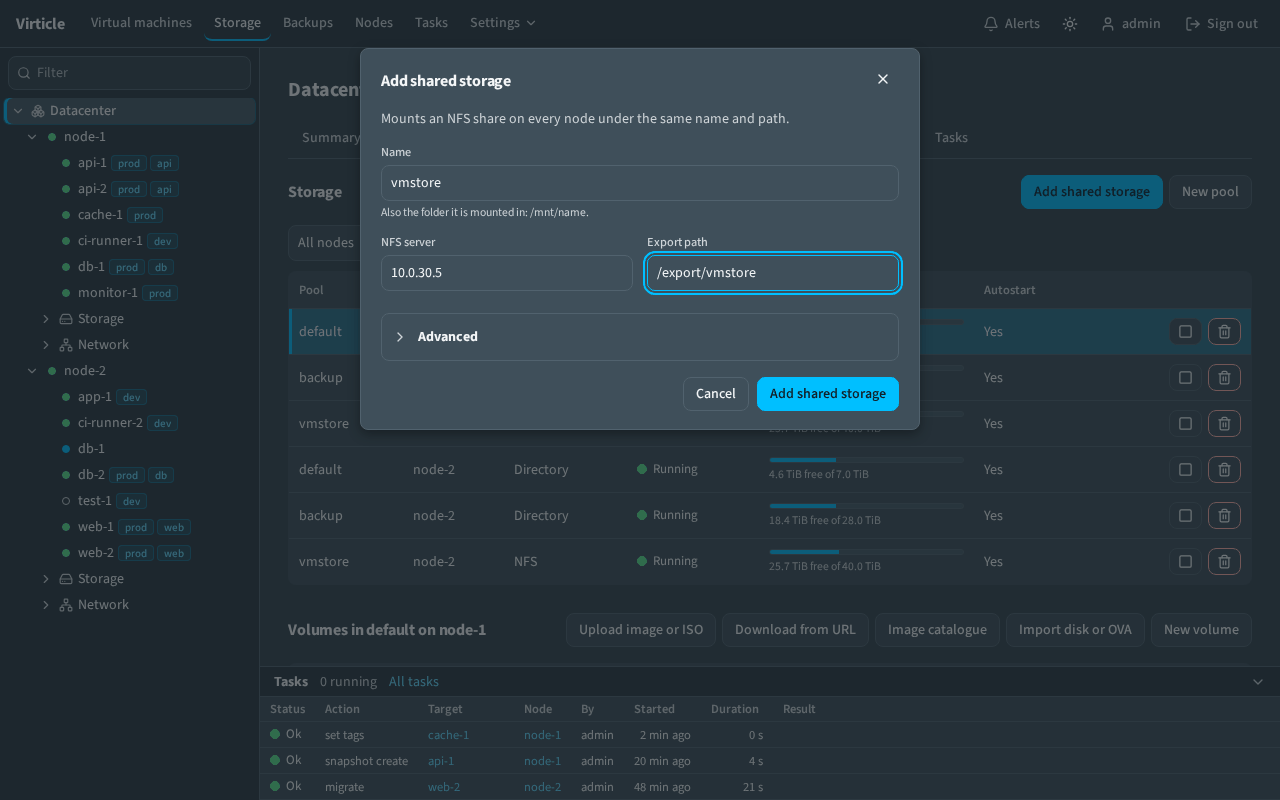 Virticle Virtual machines Storage Backups Nodes Tasks Settings Alerts admin Sign out
Filter
Datacenter
node-1
api-1 prod api
api-2 prod api
cache-1 prod
ci-runner-1 dev
db-1 prod db
monitor-1 prod
Storage
Network
node-2
app-1 dev
ci-runner-2 dev
db-1
db-2 prod db
test-1 dev
web-1 prod web
web-2 prod web
Storage
Network
Summary Tasks
Storage Add shared storage New pool
All nodes
Pool Autostart
default Yes
backup Yes
vmstore Yes
default node-2 Directory Running 4.6 TiB free of 7.0 TiB Yes
backup node-2 Directory Running 18.4 TiB free of 28.0 TiB Yes
vmstore node-2 NFS Running 25.7 TiB free of 40.0 TiB Yes
Volumes in default on node-1 Upload image or ISO Download from URL Image catalogue Import disk or OVA New volume
Add shared storage
Mounts an NFS share on every node under the same name and path.
Name
vmstore
Also the folder it is mounted in: /mnt/name.
NFS server Export path
10.0.30.5 /export/vmstore
Advanced
Cancel Add shared storage
Tasks 0 running All tasks
Status Action Target Node By Started Duration Result
Ok set tags cache-1 node-1 admin 2 min ago 0 s
Ok snapshot create api-1 node-1 admin 20 min ago 4 s
Ok migrate web-2 node-2 admin 48 min ago 21 s